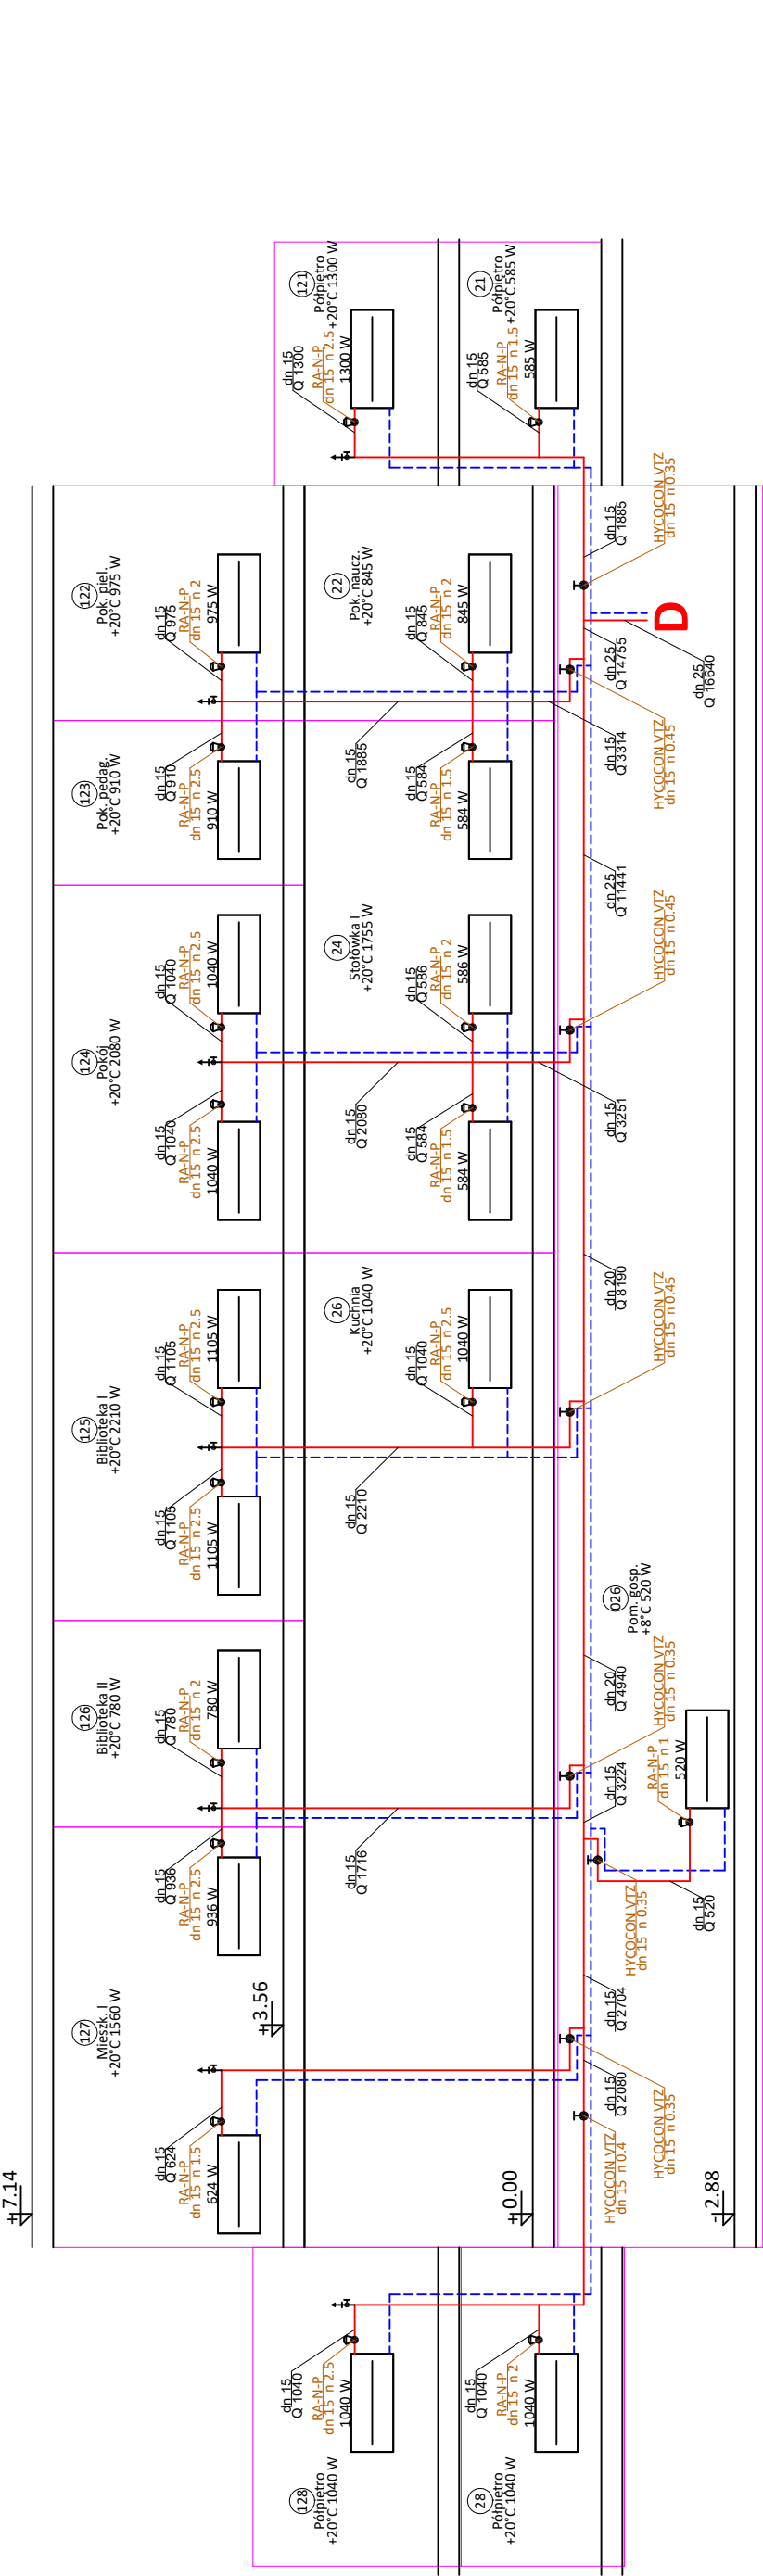 +7.14
+3.56
±0.00
-2.88
128
Półpiętro
+20°C 1040 W
dn 15
Q 1040
RA-N-P
dn 15 n 2.5
1040 W
28
Półpiętro
+20°C 1040 W
dn 15
Q 1040
RA-N-P
dn 15 n 2
1040 W
127
Mieszk. I
+20°C 1560 W
dn 15
Q 624
RA-N-P
dn 15 n 1.5
624 W
dn 15
Q 936
RA-N-P
dn 15 n 2.5
936 W
126
Biblioteka II
+20°C 780 W
dn 15
Q 780
RA-N-P
dn 15 n 2
780 W
dn 15
Q 1716
125
Biblioteka I
+20°C 2210 W
dn 15
Q 1105
RA-N-P
dn 15 n 2.5
1105 W
dn 15
Q 1105
RA-N-P
dn 15 n 2.5
1105 W
dn 15
Q 2210
26
Kuchnia
+20°C 1040 W
dn 15
Q 1040
RA-N-P
dn 15 n 2.5
1040 W
124
Pokój
+20°C 2080 W
dn 15
Q 1040
RA-N-P
dn 15 n 2.5
1040 W
dn 15
Q 1040
RA-N-P
dn 15 n 2.5
1040 W
dn 15
Q 2080
24
Stołówka I
+20°C 1755 W
dn 15
Q 584
RA-N-P
dn 15 n 1.5
584 W
dn 15
Q 586
RA-N-P
dn 15 n 2
586 W
123
Pok. pedag.
+20°C 910 W
dn 15
Q 910
RA-N-P
dn 15 n 2.5
910 W
122
Pok. piel.
+20°C 975 W
dn 15
Q 975
RA-N-P
dn 15 n 2
975 W
dn 15
Q 1885
dn 15
Q 584
RA-N-P
dn 15 n 1.5
584 W
22
Pok. naucz.
+20°C 845 W
dn 15
Q 845
RA-N-P
dn 15 n 2
845 W
121
Półpiętro
+20°C 1300 W
dn 15
Q 1300
RA-N-P
dn 15 n 2.5
1300 W
21
Półpiętro
+20°C 585 W
dn 15
Q 585
RA-N-P
dn 15 n 1.5
585 W
HYCOCON VTZ
dn 15 n 0.4
dn 15
Q 2080
HYCOCON VTZ
dn 15 n 0.35
dn 15
Q 2704
HYCOCON VTZ
dn 15 n 0.35
dn 15
Q 520
dn 15
Q 3224
RA-N-P
dn 15 n 1
520 W
HYCOCON VTZ
dn 15 n 0.35
dn 20
Q 4940
026
Pom. gosp.
+8°C 520 W
HYCOCON VTZ
dn 15 n 0.45
dn 20
Q 8190
dn 15
Q 3251
HYCOCON VTZ
dn 15 n 0.45
dn 25
Q 11441
dn 15
Q 3314
HYCOCON VTZ
dn 15 n 0.45
dn 25
Q 14755
dn 25
Q 16640
D
dn 15
Q 1885
HYCOCON VTZ
dn 15 n 0.35